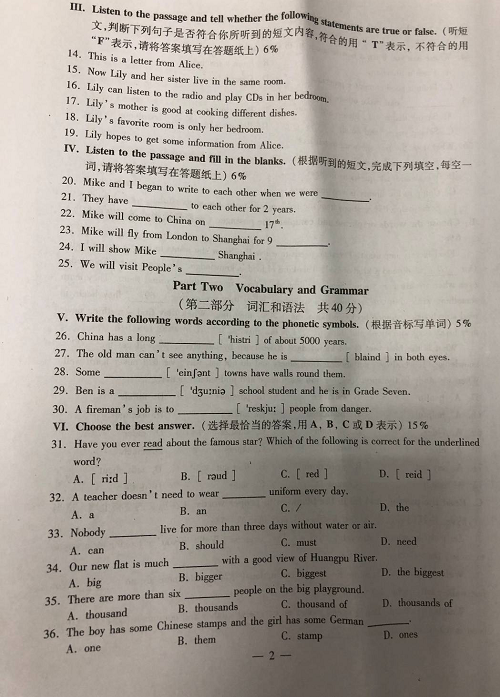 III. Listen to the passage and tell whether the following statements are true or false.（听短
文,判断下列句子是否符合你所听到的短文内容,符合的用 "T"表示, 不符合的用
"F"表示,请将答案填写在答题纸上）6%
14. This is a letter from Alice.
15. Now Lily and her sister live in the same room.
16. Lily can listen to the radio and play CDs in her bedroom.
17. Lily's mother is good at cooking different dishes.
18. Lily's favorite room is only her bedroom.
19. Lily hopes to get some information from Alice.
IV. Listen to the passage and fill in the blanks.（根据听到的短文,完成下列填空,每空一
词,请将答案填写在答题纸上）6%
20. Mike and I began to write to each other when we were ________.
21. They have ________ to each other for 2 years.
22. Mike will come to China on ________ 17th.
23. Mike will fly from London to Shanghai for 9 ________.
24. I will show Mike ________ Shanghai .
25. We will visit People's ________.
Part Two Vocabulary and Grammar
（第二部分 词汇和语法 共40分）
V. Write the following words according to the phonetic symbols.（根据音标写单词）5%
26. China has a long ________ [ 'histri ] of about 5000 years.
27. The old man can't see anything, because he is ________ [ blaind ] in both eyes.
28. Some ________ [ 'einʃənt ] towns have walls round them.
29. Ben is a ________ [ 'dʒu:niə ] school student and he is in Grade Seven.
30. A fireman's job is to ________ [ 'reskju: ] people from danger.
VI. Choose the best answer.（选择最恰当的答案,用 A, B, C 或 D 表示）15%
31. Have you ever read about the famous star? Which of the following is correct for the underlined
word?
A. [ ri:d ] B. [ rəud ] C. [ red ] D. [ reid ]
32. A teacher doesn't need to wear ________ uniform every day.
A. a B. an C. / D. the
33. Nobody ________ live for more than three days without water or air.
A. can B. should C. must D. need
34. Our new flat is much ________ with a good view of Huangpu River.
A. big B. bigger C. biggest D. the biggest
35. There are more than six ________ people on the big playground.
A. thousand B. thousands C. thousand of D. thousands of
36. The boy has some Chinese stamps and the girl has some German ________.
A. one B. them C. stamp D. ones
— 2 —